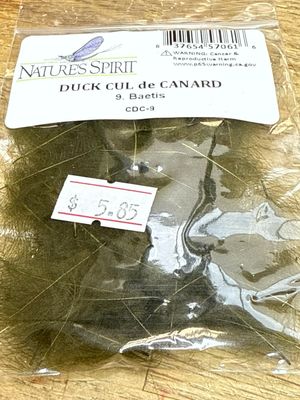 NATURE'S SPIRIT
8 37654 57061 6
WARNING: Cancer &
Reproductive Harm
www.p65warning.ca.gov
DUCK CUL de CANARD
9. Baetis
CDC-9
$ 5.85